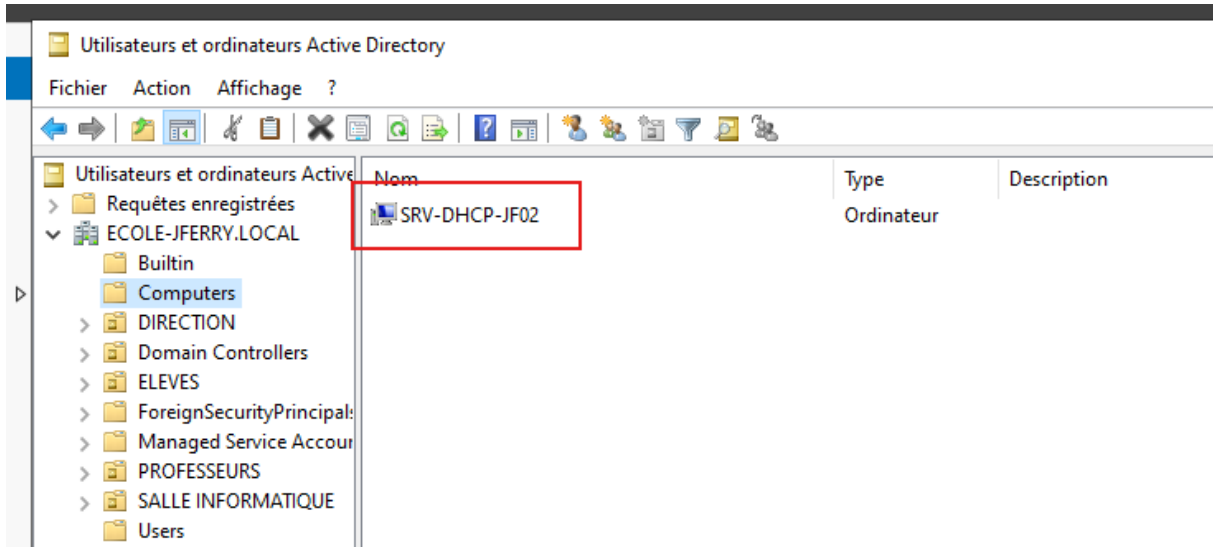 Utilisateurs et ordinateurs Active Directory
Fichier Action Affichage ?
Utilisateurs et ordinateurs Active
Requêtes enregistrées
ECOLE-JFERRY.LOCAL
Builtin
Computers
DIRECTION
Domain Controllers
ELEVES
ForeignSecurityPrincipals
Managed Service Accour
PROFESSEURS
SALLE INFORMATIQUE
Users
Nom Type Description
SRV-DHCP-JF02 Ordinateur